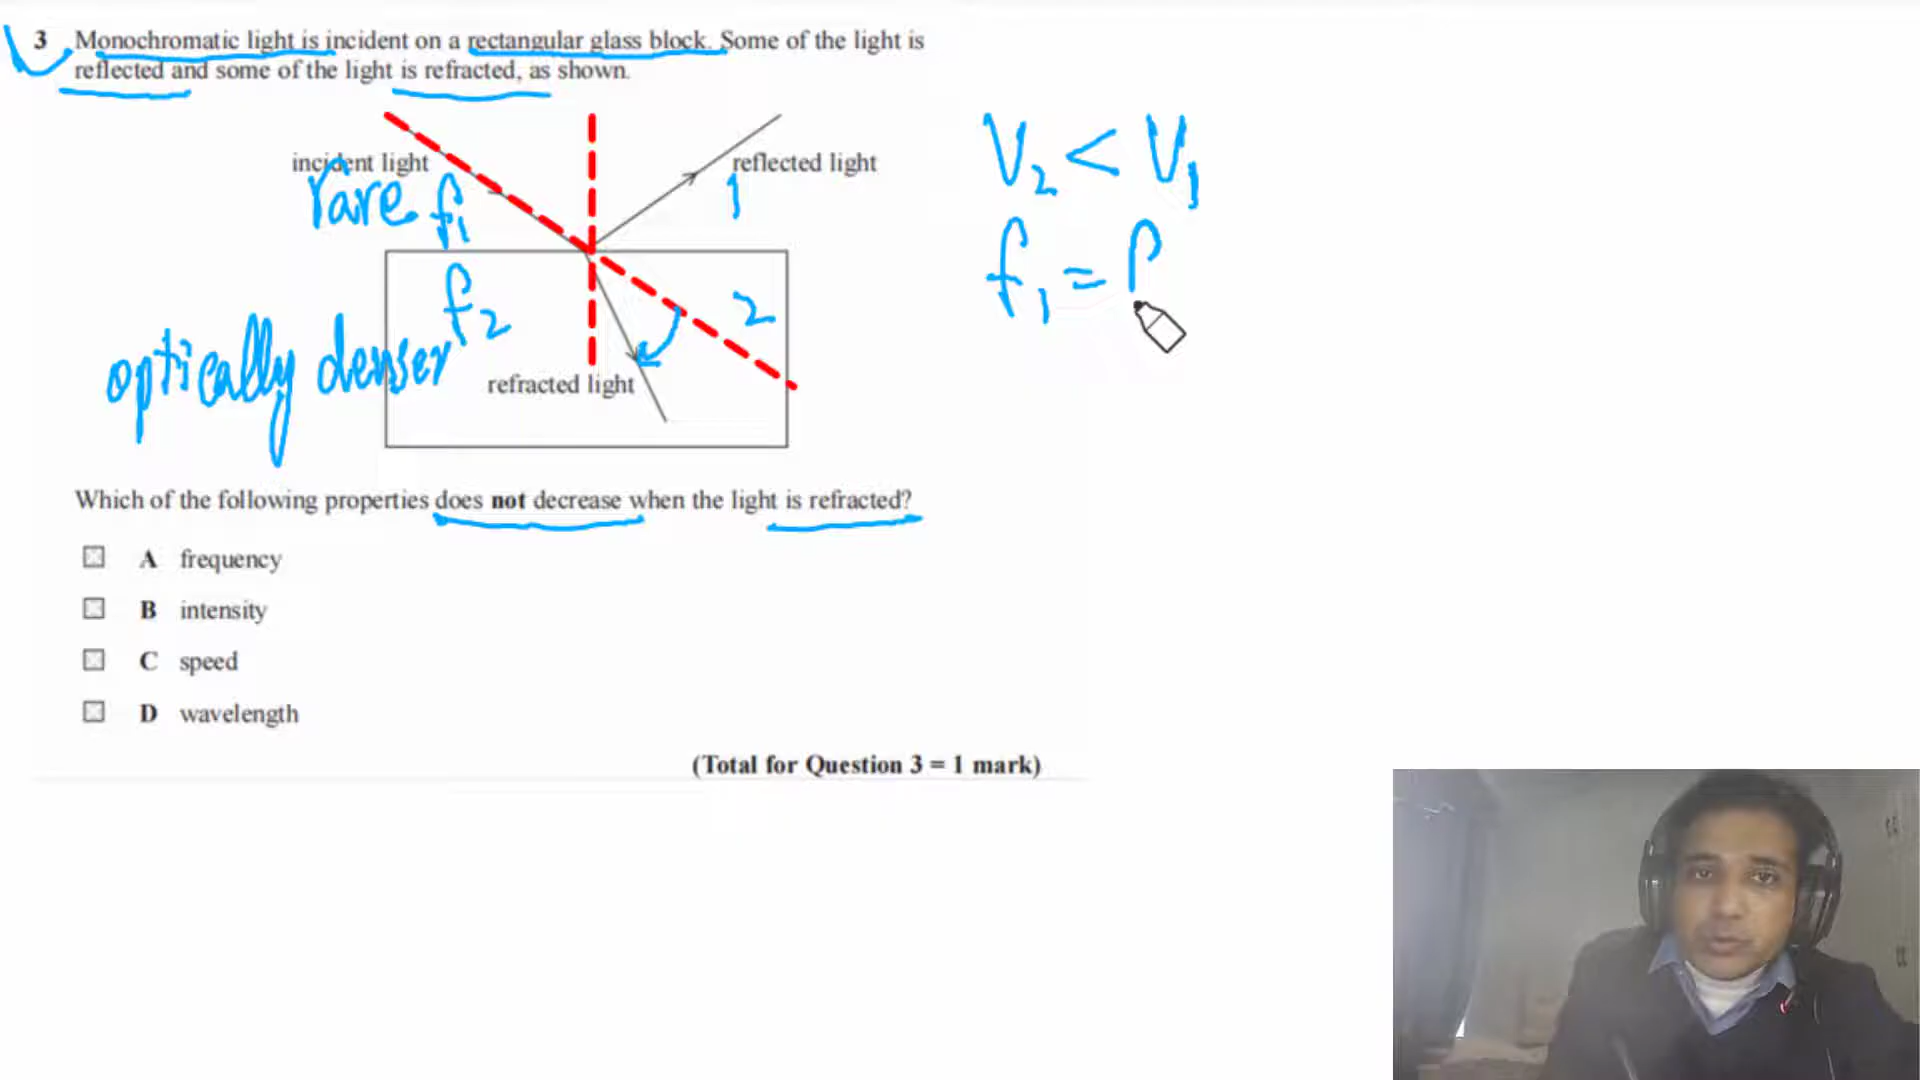 3 Monochromatic light is incident on a rectangular glass block. Some of the light is
reflected and some of the light is refracted, as shown.
incident light
reflected light
rare f1
1
f2
2
optically denser
refracted light
V2 < V1
f1 =
Which of the following properties does not decrease when the light is refracted?
A frequency
B intensity
C speed
D wavelength
(Total for Question 3 = 1 mark)